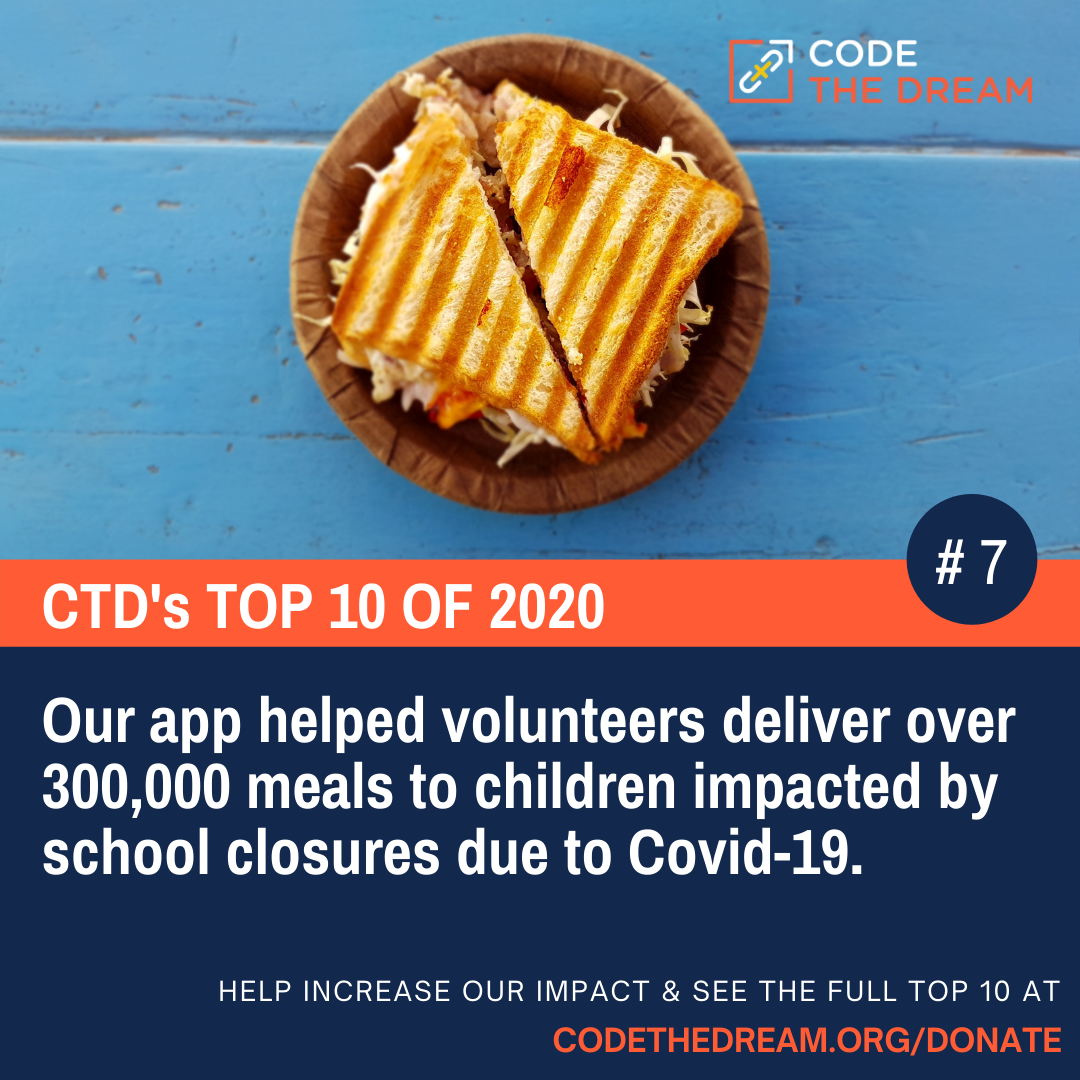 CODE
THE DREAM
# 7
CTD's TOP 10 OF 2020
Our app helped volunteers deliver over
300,000 meals to children impacted by
school closures due to Covid-19.
HELP INCREASE OUR IMPACT & SEE THE FULL TOP 10 AT
CODETHEDREAM.ORG/DONATE